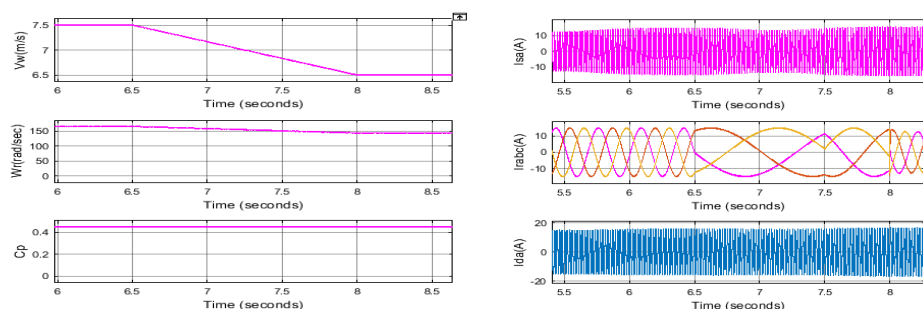 7.5
7
6.5
Vw(m/s)
6 6.5 7 7.5 8 8.5
Time (seconds)
150
100
50
0
Wr(rad/sec)
6 6.5 7 7.5 8 8.5
Time (seconds)
0.4
0.2
0
Cp
6 6.5 7 7.5 8 8.5
Time (seconds)
10
0
-10
Isa(A)
5.5 6 6.5 7 7.5 8
Time (seconds)
10
0
-10
Irabc(A)
5.5 6 6.5 7 7.5 8
Time (seconds)
20
0
-20
Ida(A)
5.5 6 6.5 7 7.5 8
Time (seconds)